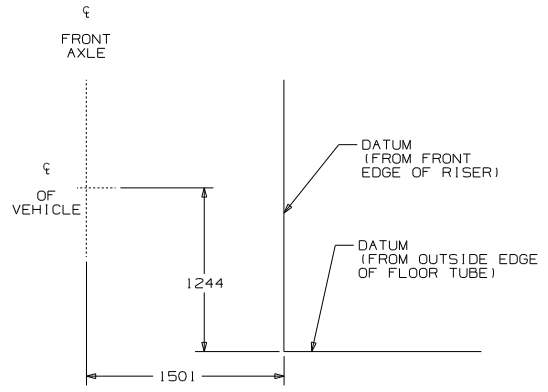 ℄
FRONT
AXLE
℄
OF
VEHICLE
DATUM
(FROM FRONT
EDGE OF RISER)
DATUM
(FROM OUTSIDE EDGE
OF FLOOR TUBE)
1244
1501